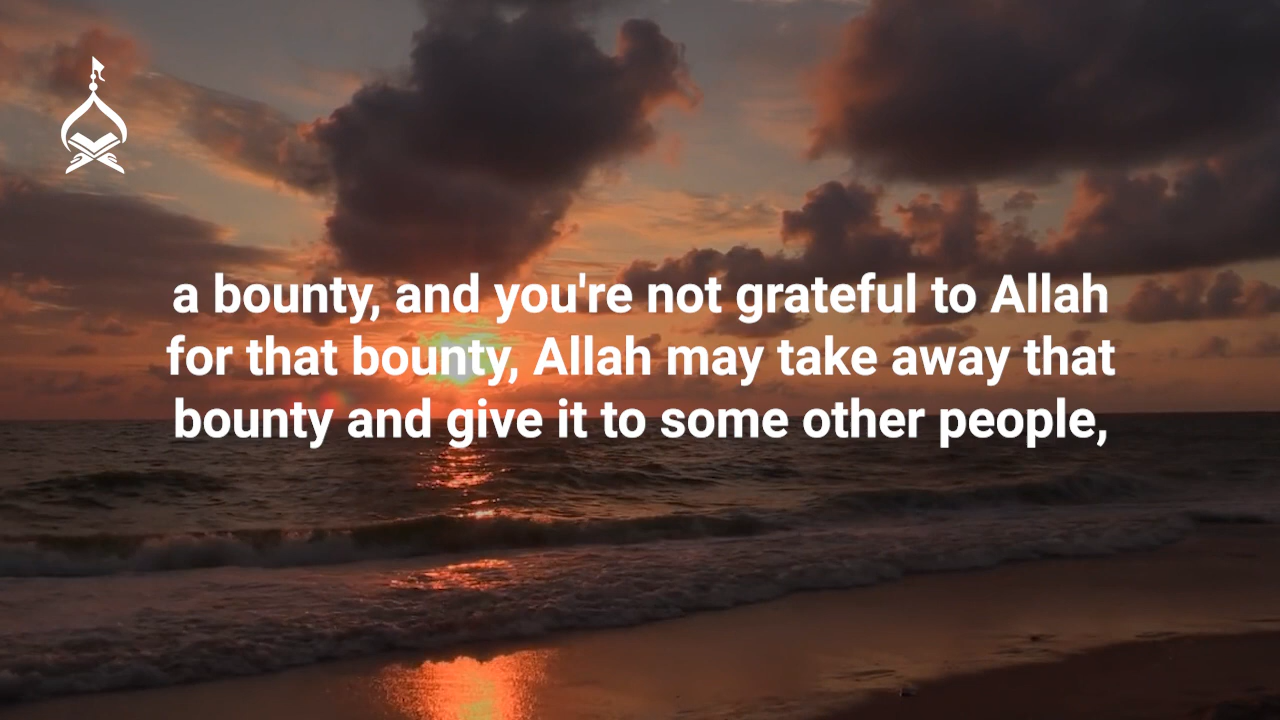 a bounty, and you're not grateful to Allah
for that bounty, Allah may take away that
bounty and give it to some other people,